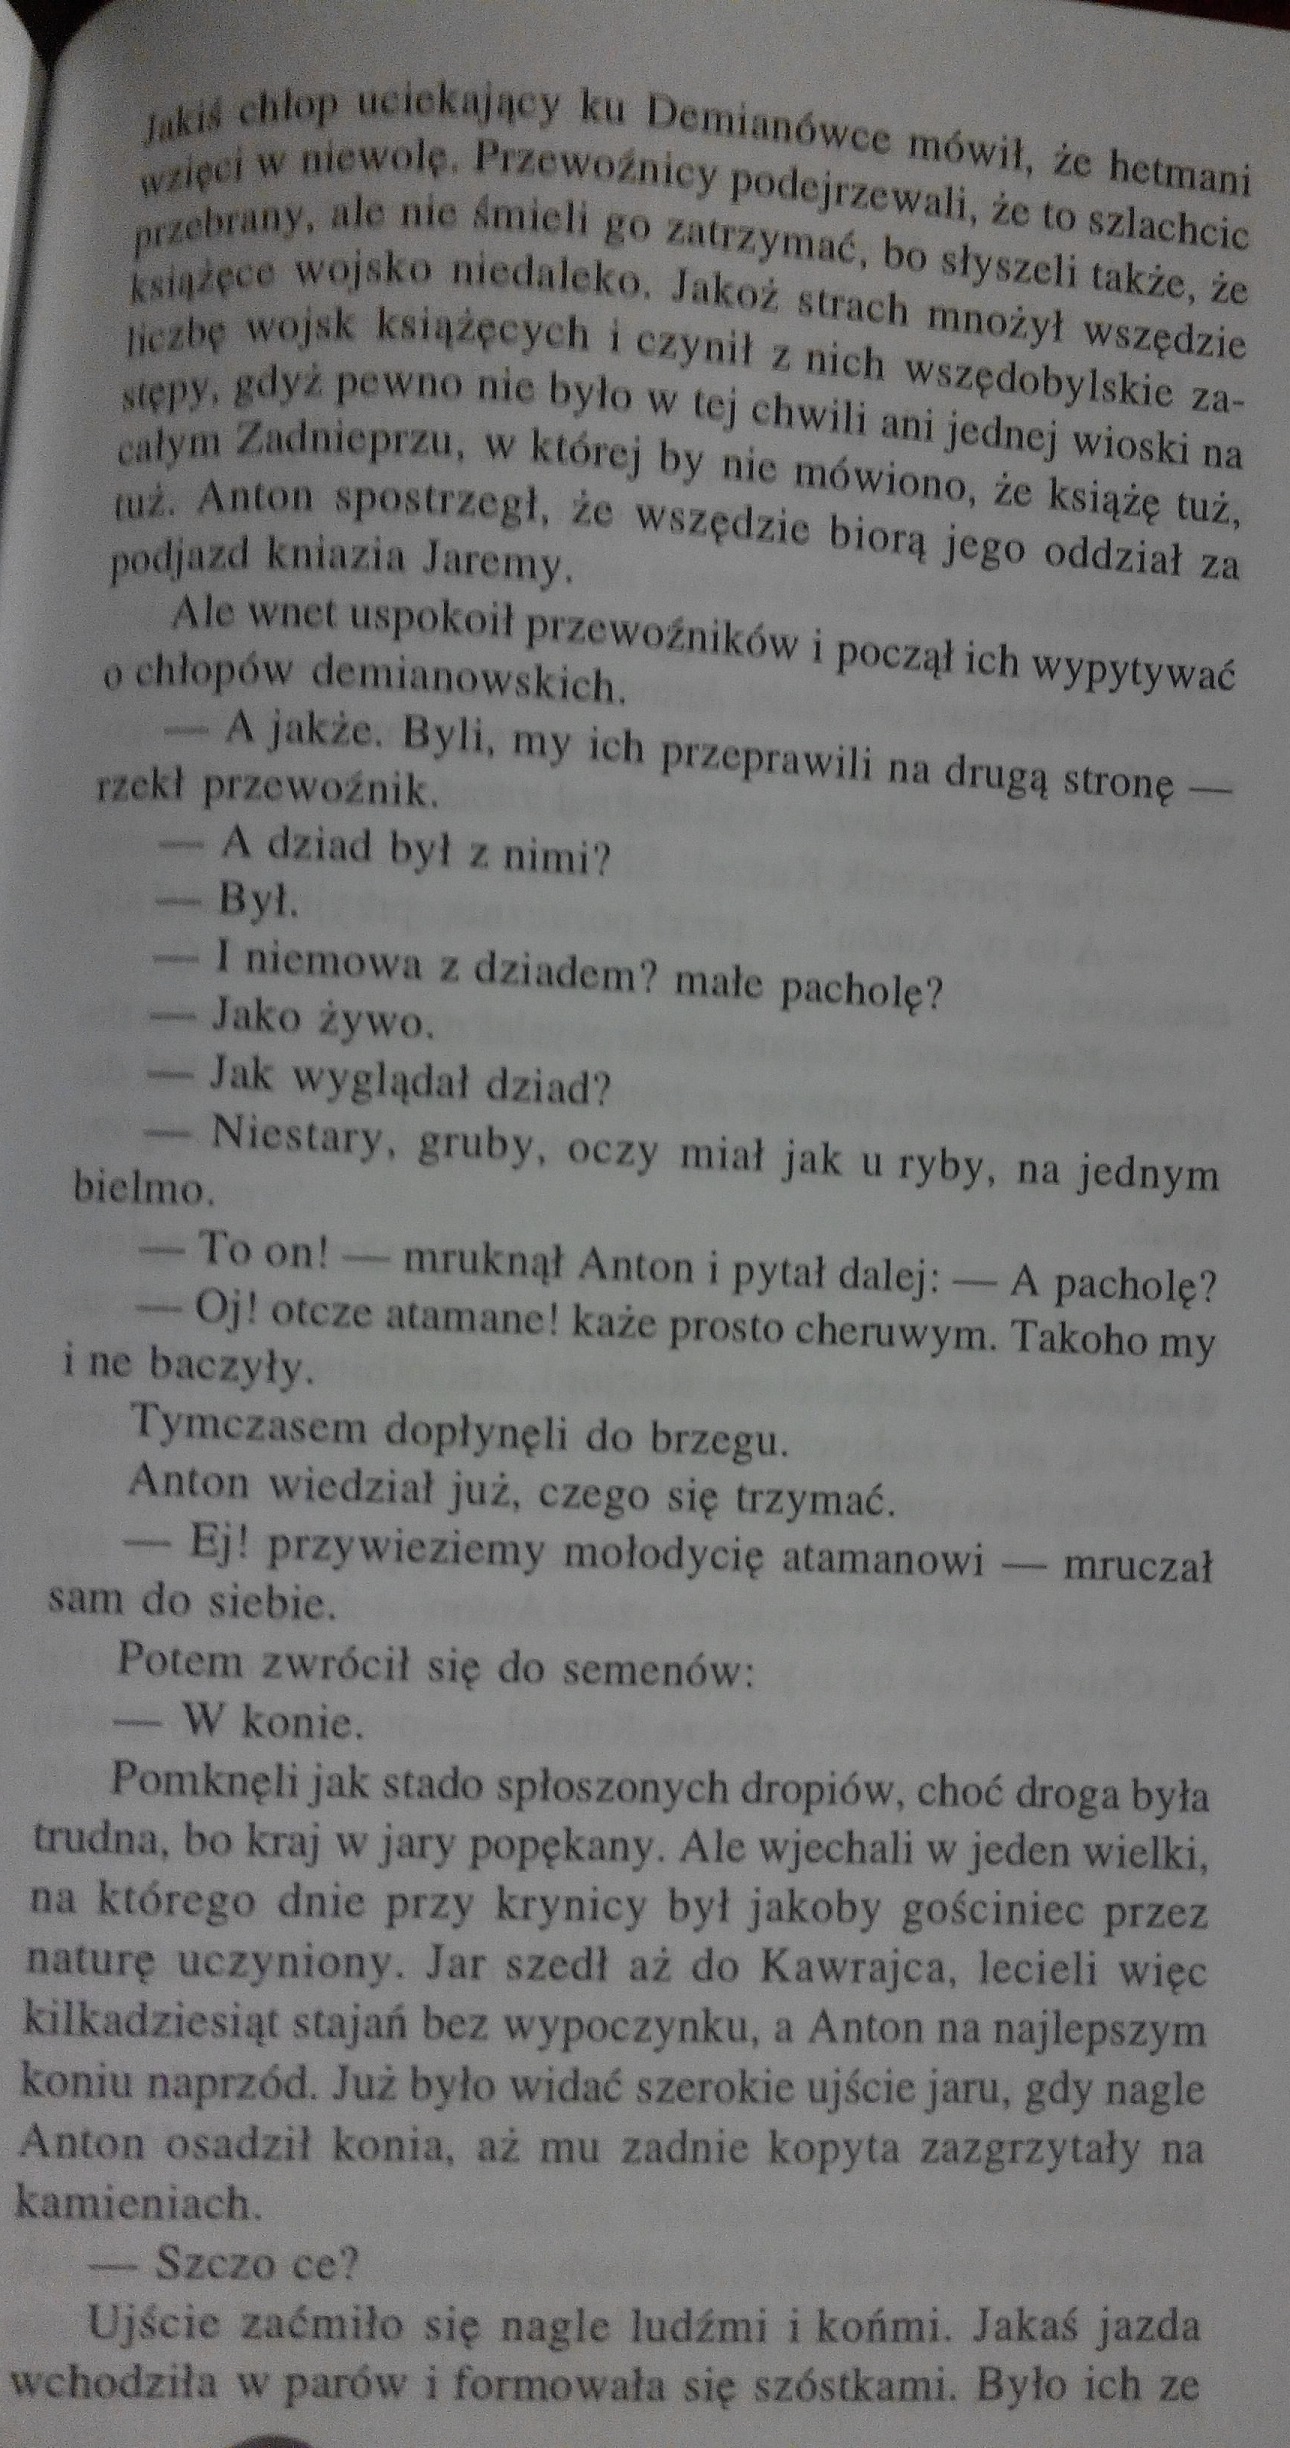 Jakiś chłop uciekający ku Demianówce mówił, że hetmani
wzięci w niewolę. Przewoźnicy podejrzewali, że to szlachcic
przebrany, ale nie śmieli go zatrzymać, bo słyszeli także, że
książęce wojsko niedaleko. Jakoż strach mnożył wszędzie
liczbę wojsk książęcych i czynił z nich wszędobylskie za-
stępy, gdyż pewno nie było w tej chwili ani jednej wioski na
całym Zadnieprzu, w której by nie mówiono, że książę tuż,
tuż. Anton spostrzegł, że wszędzie biorą jego oddział za
podjazd kniazia Jaremy.
Ale wnet uspokoił przewoźników i począł ich wypytywać
o chłopów demianowskich.
— A jakże. Byli, my ich przeprawili na drugą stronę —
rzekł przewoźnik.
— A dziad był z nimi?
— Był.
— I niemowa z dziadem? małe pacholę?
— Jako żywo.
— Jak wyglądał dziad?
— Niestary, gruby, oczy miał jak u ryby, na jednym
bielmo.
— To on! — mruknął Anton i pytał dalej: — A pacholę?
— Oj! otcze atamane! każe prosto cheruwym. Takoho my
i ne baczyły.
Tymczasem dopłynęli do brzegu.
Anton wiedział już, czego się trzymać.
— Ej! przywieziemy mołodycię atamanowi — mruczał
sam do siebie.
Potem zwrócił się do semenów:
— W konie.
Pomknęli jak stado spłoszonych dropiów, choć droga była
trudna, bo kraj w jary popękany. Ale wjechali w jeden wielki,
na którego dnie przy krynicy był jakoby gościniec przez
naturę uczyniony. Jar szedł aż do Kawrajca, lecieli więc
kilkadziesiąt stajań bez wypoczynku, a Anton na najlepszym
koniu naprzód. Już było widać szerokie ujście jaru, gdy nagle
Anton osadził konia, aż mu zadnie kopyta zazgrzytały na
kamieniach.
— Szczo ce?
Ujście zaćmiło się nagle ludźmi i końmi. Jakaś jazda
wchodziła w parów i formowała się szóstkami. Było ich ze